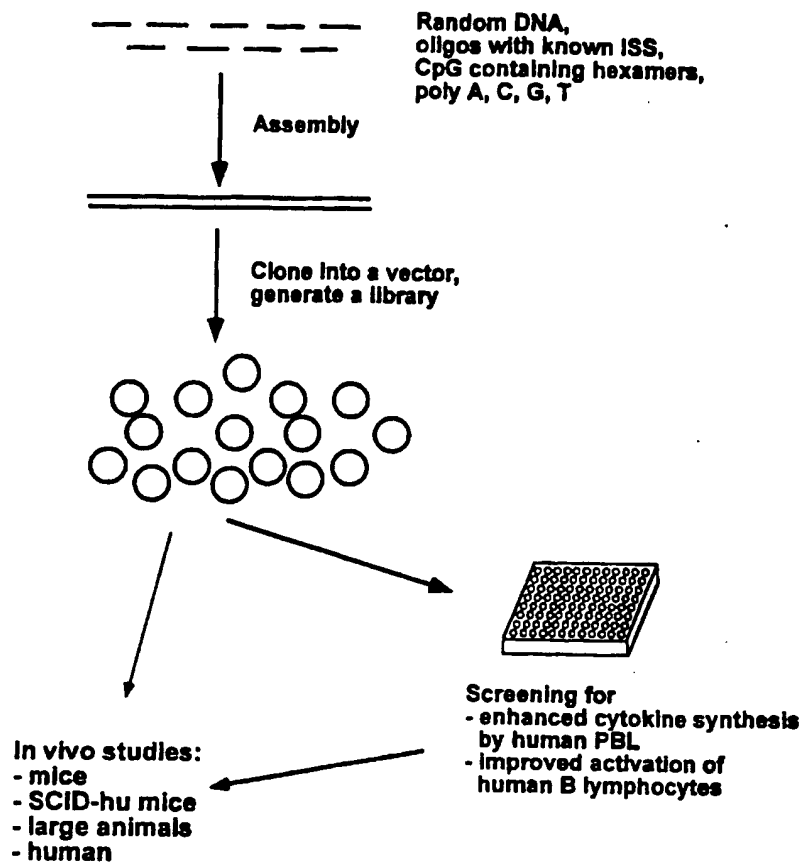 Random DNA,
oligos with known ISS,
CpG containing hexamers,
poly A, C, G, T
Assembly
Clone into a vector,
generate a library
Screening for
- enhanced cytokine synthesis
by human PBL
- improved activation of
human B lymphocytes
In vivo studies:
- mice
- SCID-hu mice
- large animals
- human